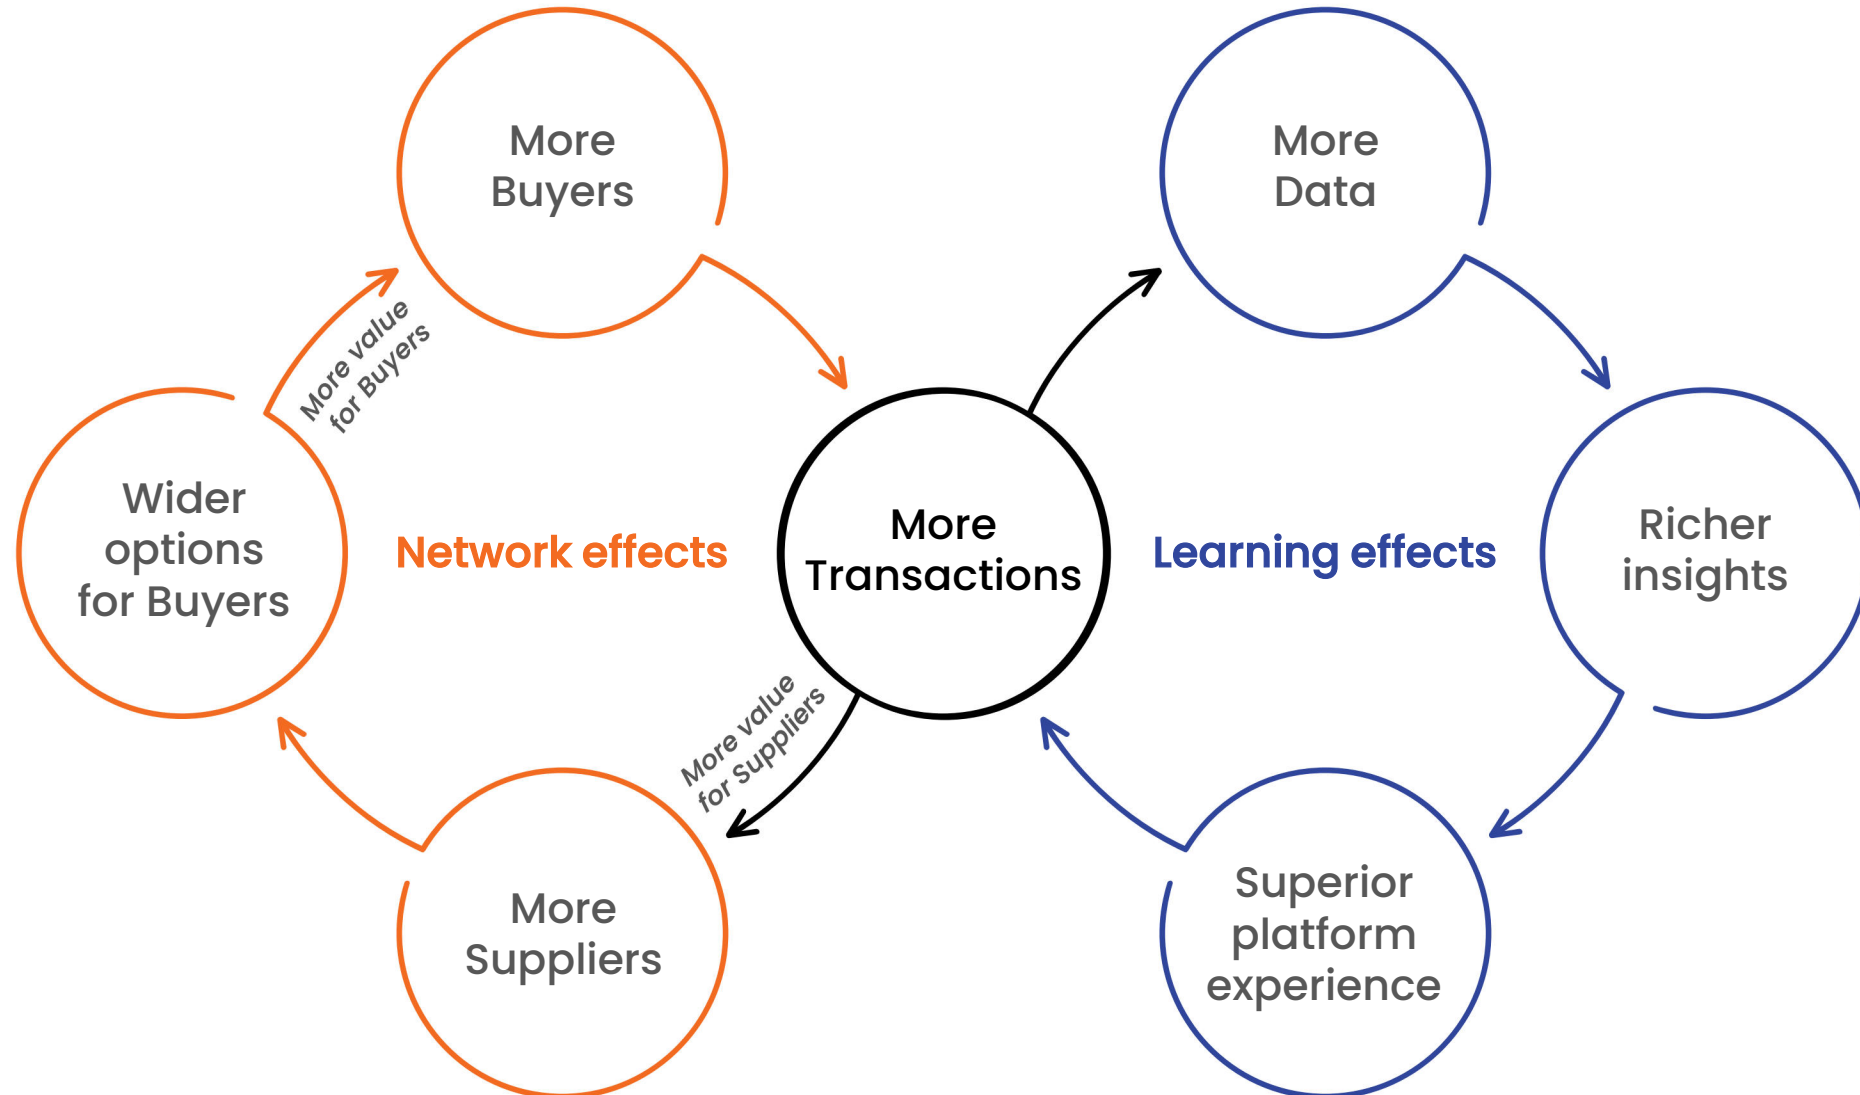 More
Buyers
More
Data
More value
for Buyers
Wider
options
for Buyers
Network effects
More
Transactions
Learning effects
Richer
insights
More value
for Suppliers
More
Suppliers
Superior
platform
experience